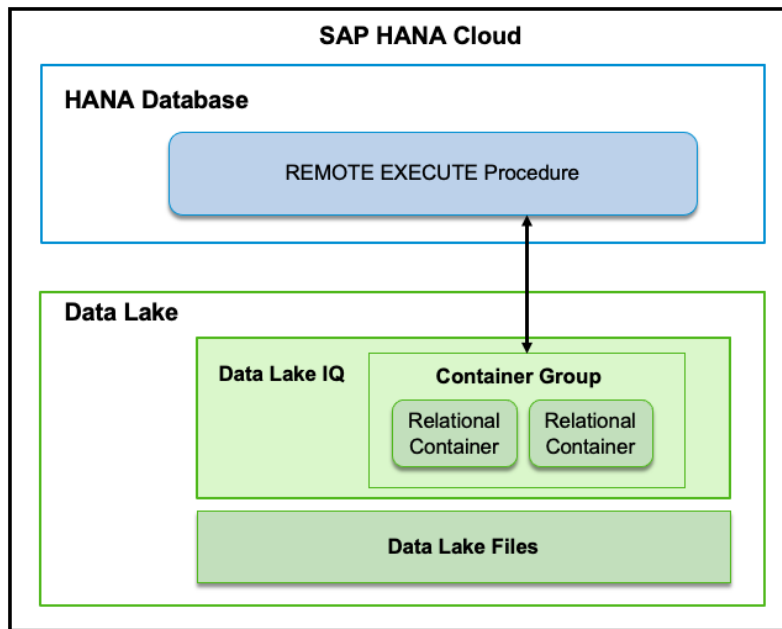 SAP HANA Cloud
HANA Database
REMOTE EXECUTE Procedure
Data Lake
Data Lake IQ
Container Group
Relational
Container
Relational
Container
Data Lake Files